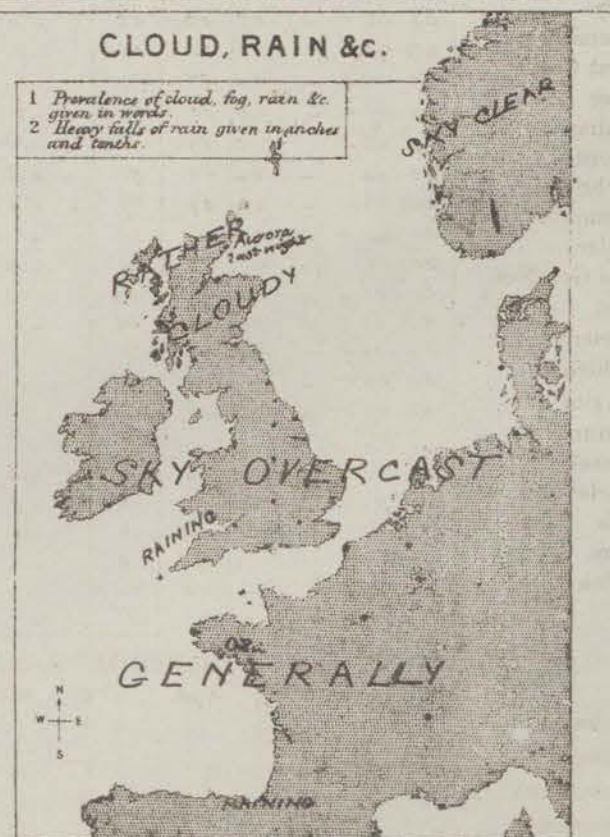 CLOUD, RAIN &c.
1 Prevalence of cloud, fog, rain &c.
given in words.
2 Heavy falls of rain given in inches
and tenths.
SKY CLEAR
RATHER
Aurora
last night
CLOUDY
SKY OVERCAST
RAINING
GENERALLY
N
W E
S
RAINING